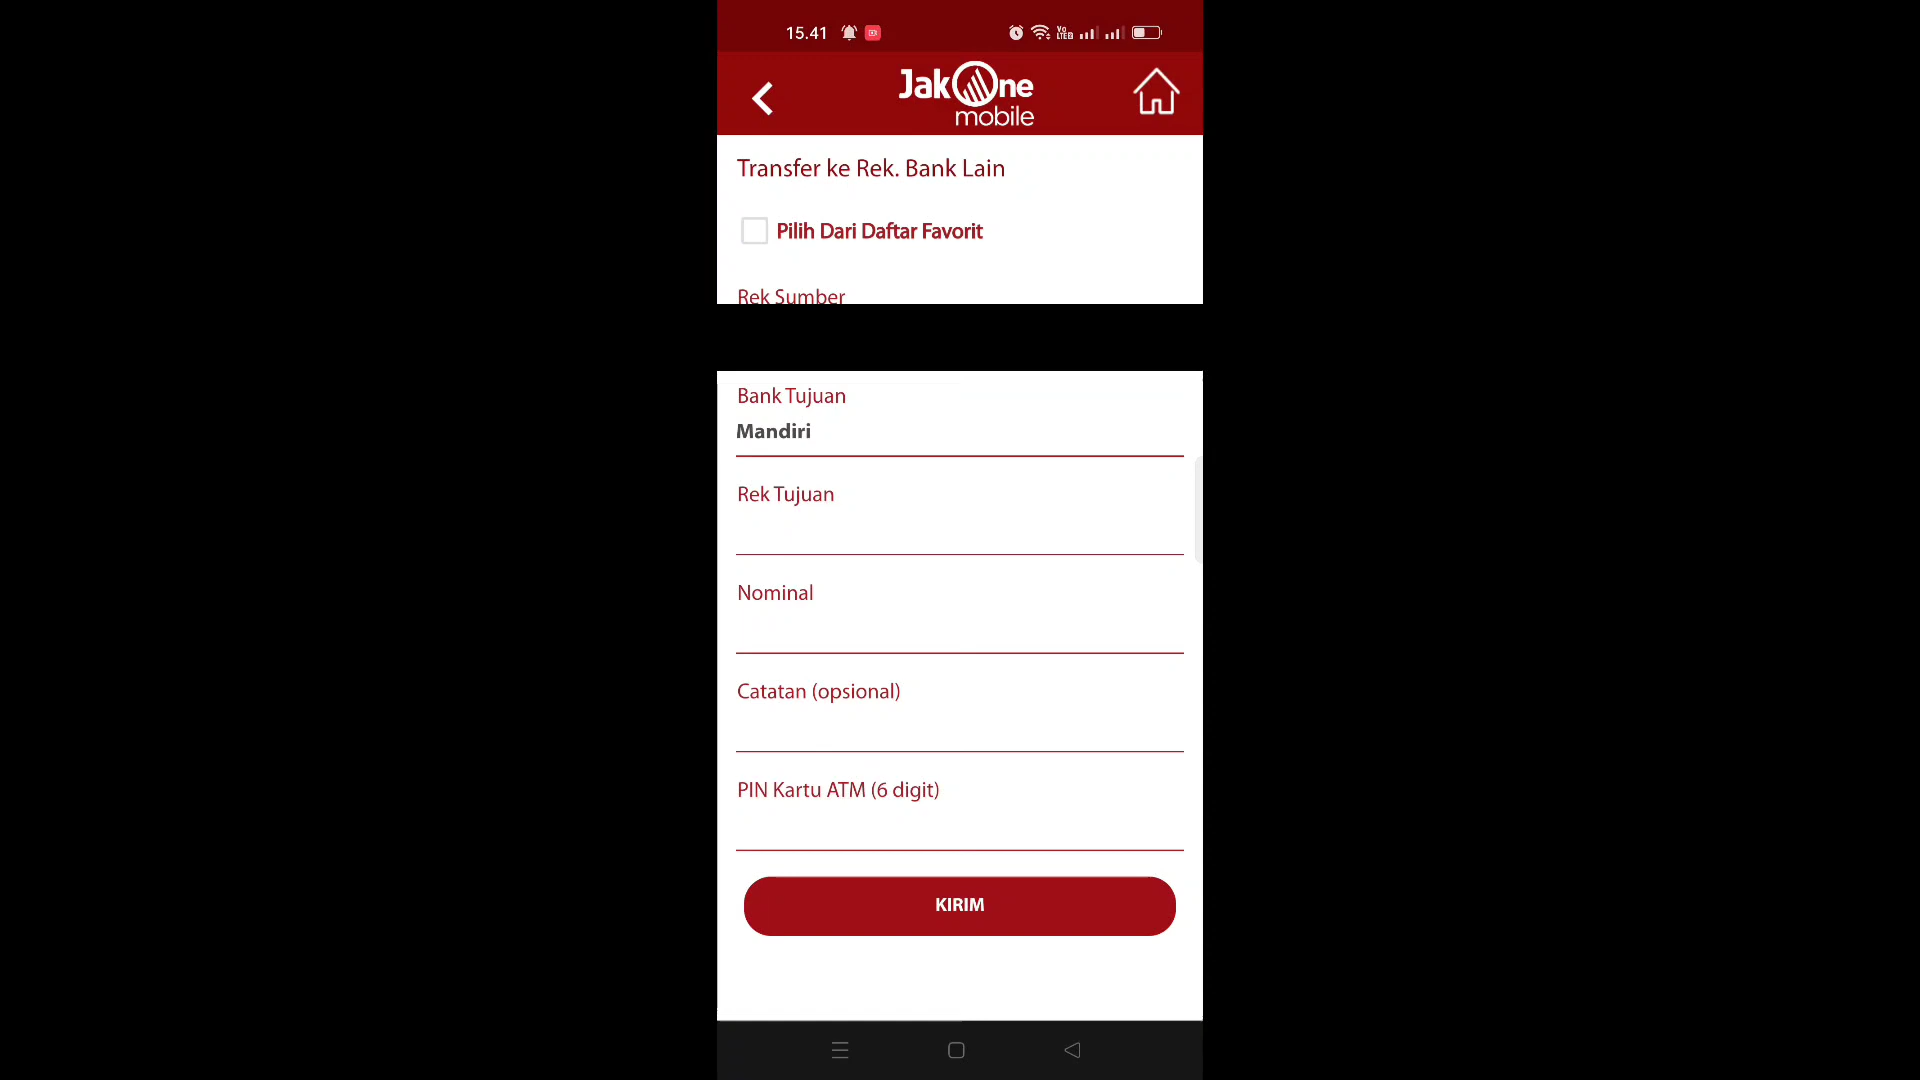 15.41
JakOne
mobile
Transfer ke Rek. Bank Lain
Pilih Dari Daftar Favorit
Rek Sumber
Bank Tujuan
Mandiri
Rek Tujuan
Nominal
Catatan (opsional)
PIN Kartu ATM (6 digit)
KIRIM